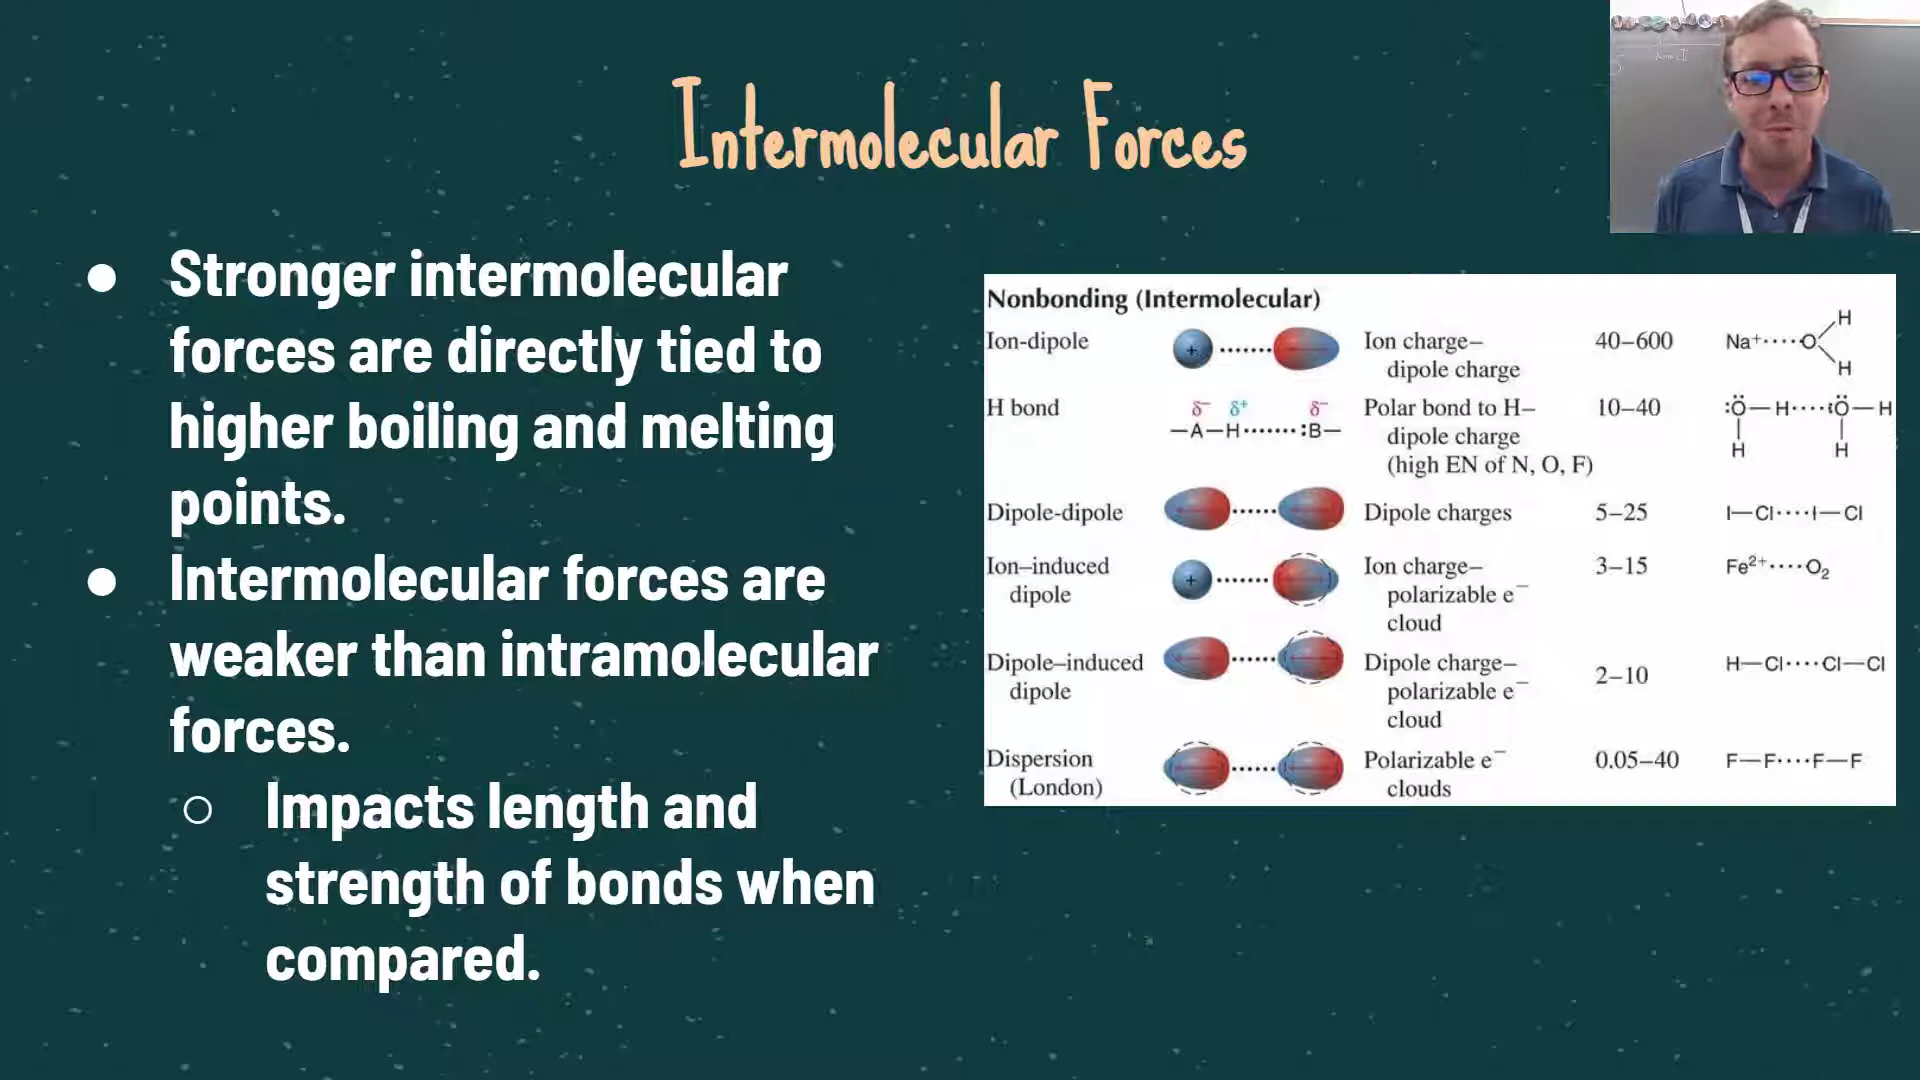 Intermolecular Forces
● Stronger intermolecular
forces are directly tied to
higher boiling and melting
points.
● Intermolecular forces are
weaker than intramolecular
forces.
○ Impacts length and
strength of bonds when
compared.
Nonbonding (Intermolecular)
Ion-dipole + Ion charge– 40–600 Na⁺····O H
dipole charge H
H bond δ⁻ δ⁺ δ⁻ Polar bond to H– 10–40 :Ö—H····:Ö—H
—A—H·······:B— dipole charge H H
(high EN of N, O, F)
Dipole-dipole Dipole charges 5–25 I—Cl····I—Cl
Ion–induced + Ion charge– 3–15 Fe²⁺····O₂
dipole polarizable e⁻
cloud
Dipole–induced Dipole charge– 2–10 H—Cl····Cl—Cl
dipole polarizable e⁻
cloud
Dispersion Polarizable e⁻ 0.05–40 F—F····F—F
(London) clouds